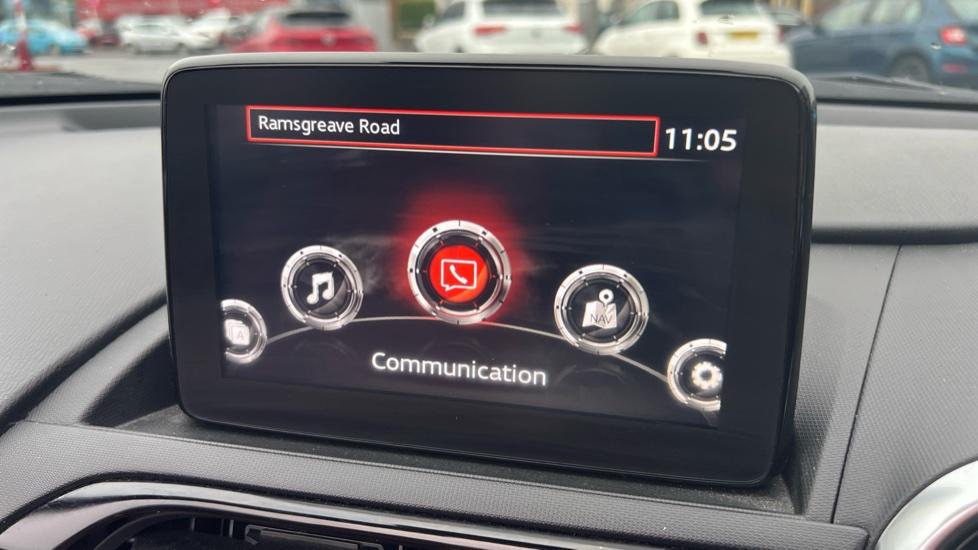 Ramsgreave Road
11:05
A
NAV
Communication